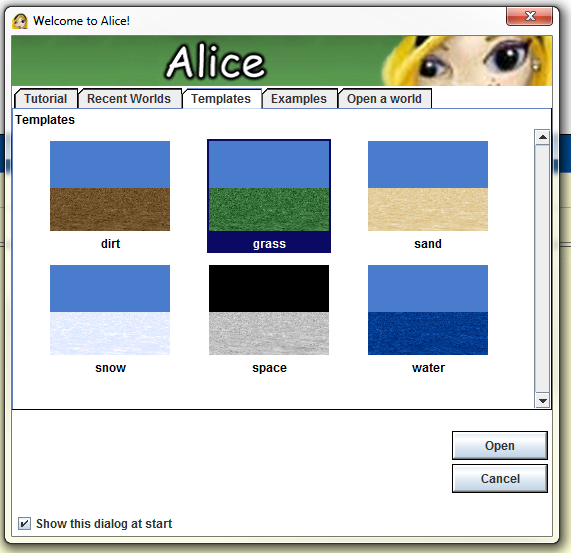 Welcome to Alice!
Alice
Tutorial Recent Worlds Templates Examples Open a world
Templates
dirt grass sand
snow space water
Open
Cancel
Show this dialog at start